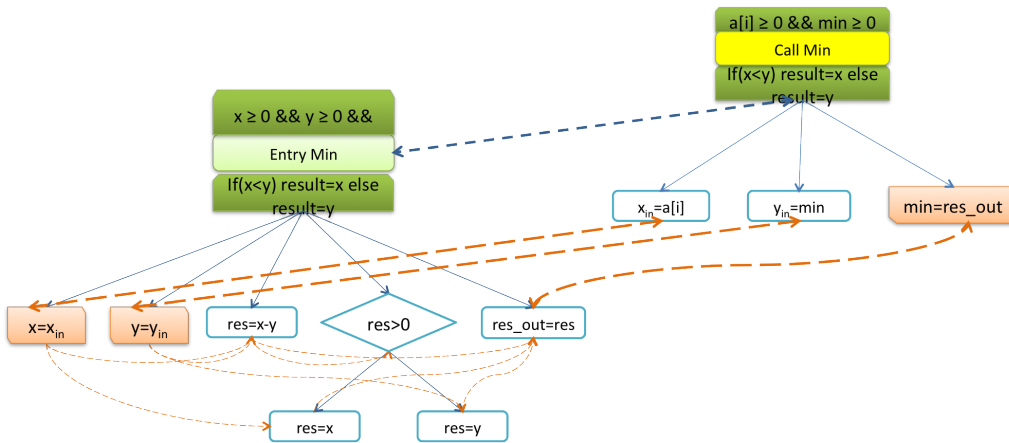 a[i] ≥ 0 && min ≥ 0
Call Min
If(x<y) result=x else
result=y
x ≥ 0 && y ≥ 0 &&
Entry Min
If(x<y) result=x else
result=y
xin=a[i]
yin=min
min=res_out
x=xin
y=yin
res=x-y
res>0
res_out=res
res=x
res=y